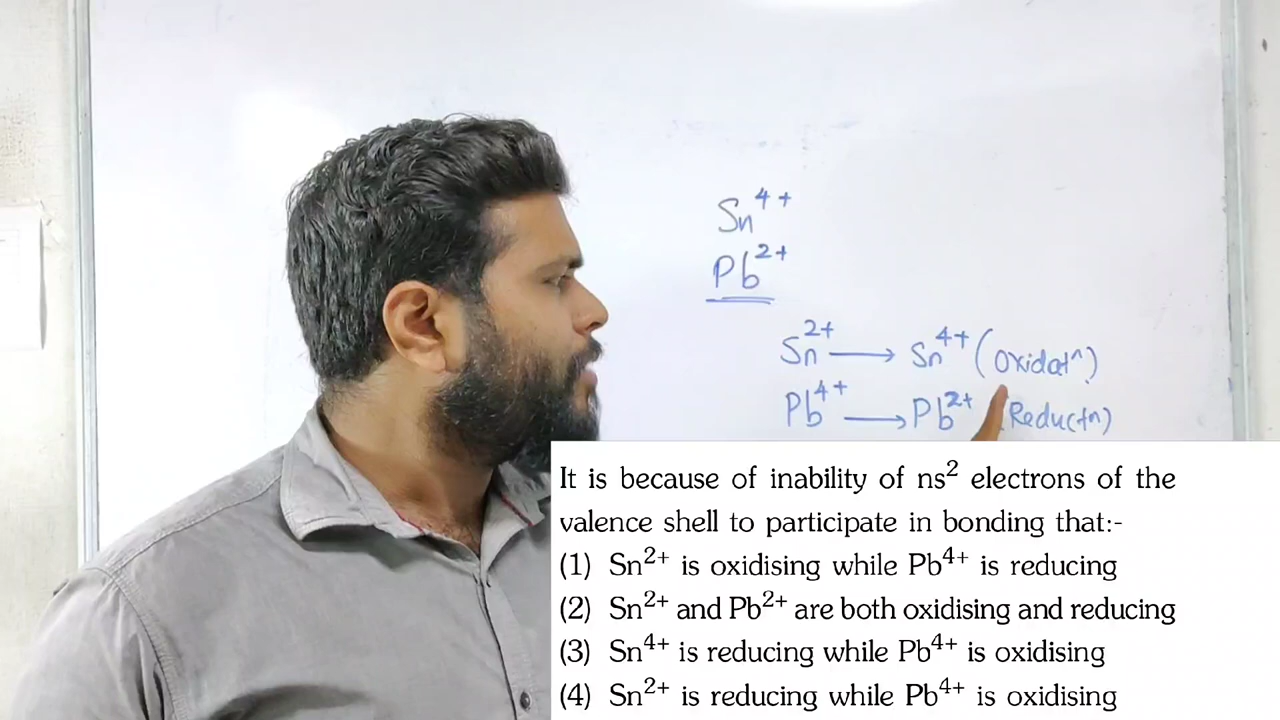 Sn⁴⁺
Pb²⁺
Sn²⁺ ⟶ Sn⁴⁺ (Oxidatⁿ)
Pb⁴⁺ ⟶ Pb²⁺ (Reductn)
It is because of inability of ns² electrons of the
valence shell to participate in bonding that:-
(1) Sn²⁺ is oxidising while Pb⁴⁺ is reducing
(2) Sn²⁺ and Pb²⁺ are both oxidising and reducing
(3) Sn⁴⁺ is reducing while Pb⁴⁺ is oxidising
(4) Sn²⁺ is reducing while Pb⁴⁺ is oxidising